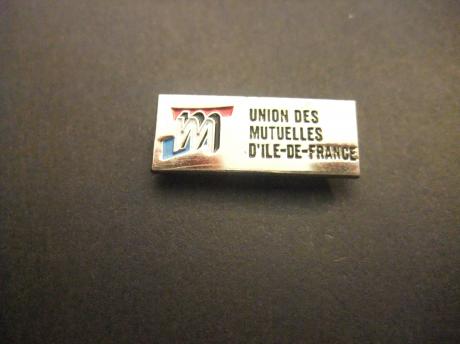 UNION DES
MUTUELLES
D'ILE-DE-FRANCE